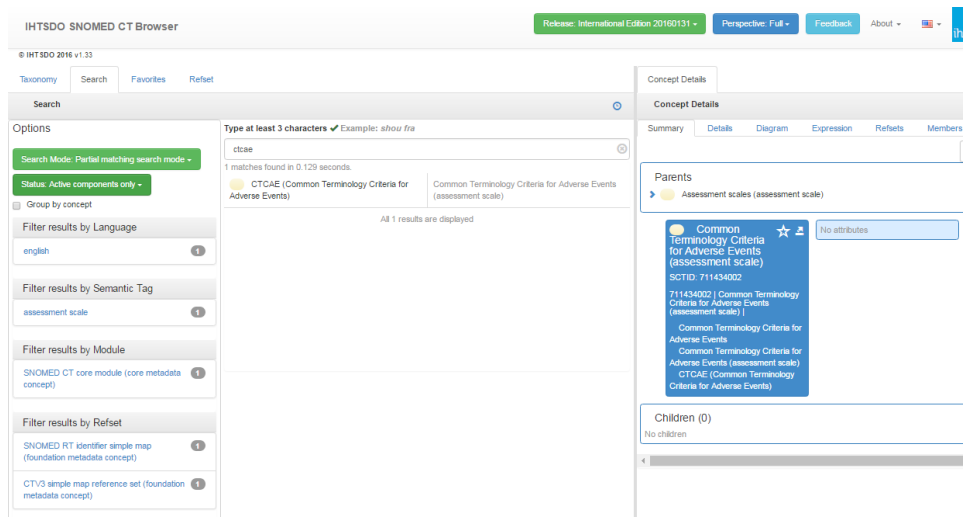 IHTSDO SNOMED CT Browser
Release: International Edition 20160131
Perspective: Full
Feedback
About
ih
© IHTSDO 2016 v1.33
Taxonomy
Search
Favorites
Refset
Search
Options
Search Mode: Partial matching search mode
Status: Active components only
Group by concept
Filter results by Language
english
1
Filter results by Semantic Tag
assessment scale
1
Filter results by Module
SNOMED CT core module (core metadata
concept)
1
Filter results by Refset
SNOMED RT identifier simple map
(foundation metadata concept)
1
CTV3 simple map reference set (foundation
metadata concept)
1
Type at least 3 characters ✔ Example: shou fra
ctcae
1 matches found in 0.129 seconds.
CTCAE (Common Terminology Criteria for
Adverse Events)
Common Terminology Criteria for Adverse Events
(assessment scale)
All 1 results are displayed
Concept Details
Concept Details
Summary
Details
Diagram
Expression
Refsets
Members
Parents
Assessment scales (assessment scale)
Common
Terminology Criteria
for Adverse Events
(assessment scale)
SCTID: 711434002
711434002 | Common Terminology
Criteria for Adverse Events
(assessment scale) |
Common Terminology Criteria for
Adverse Events
Common Terminology Criteria for
Adverse Events (assessment scale)
CTCAE (Common Terminology
Criteria for Adverse Events)
No attributes
Children (0)
No children